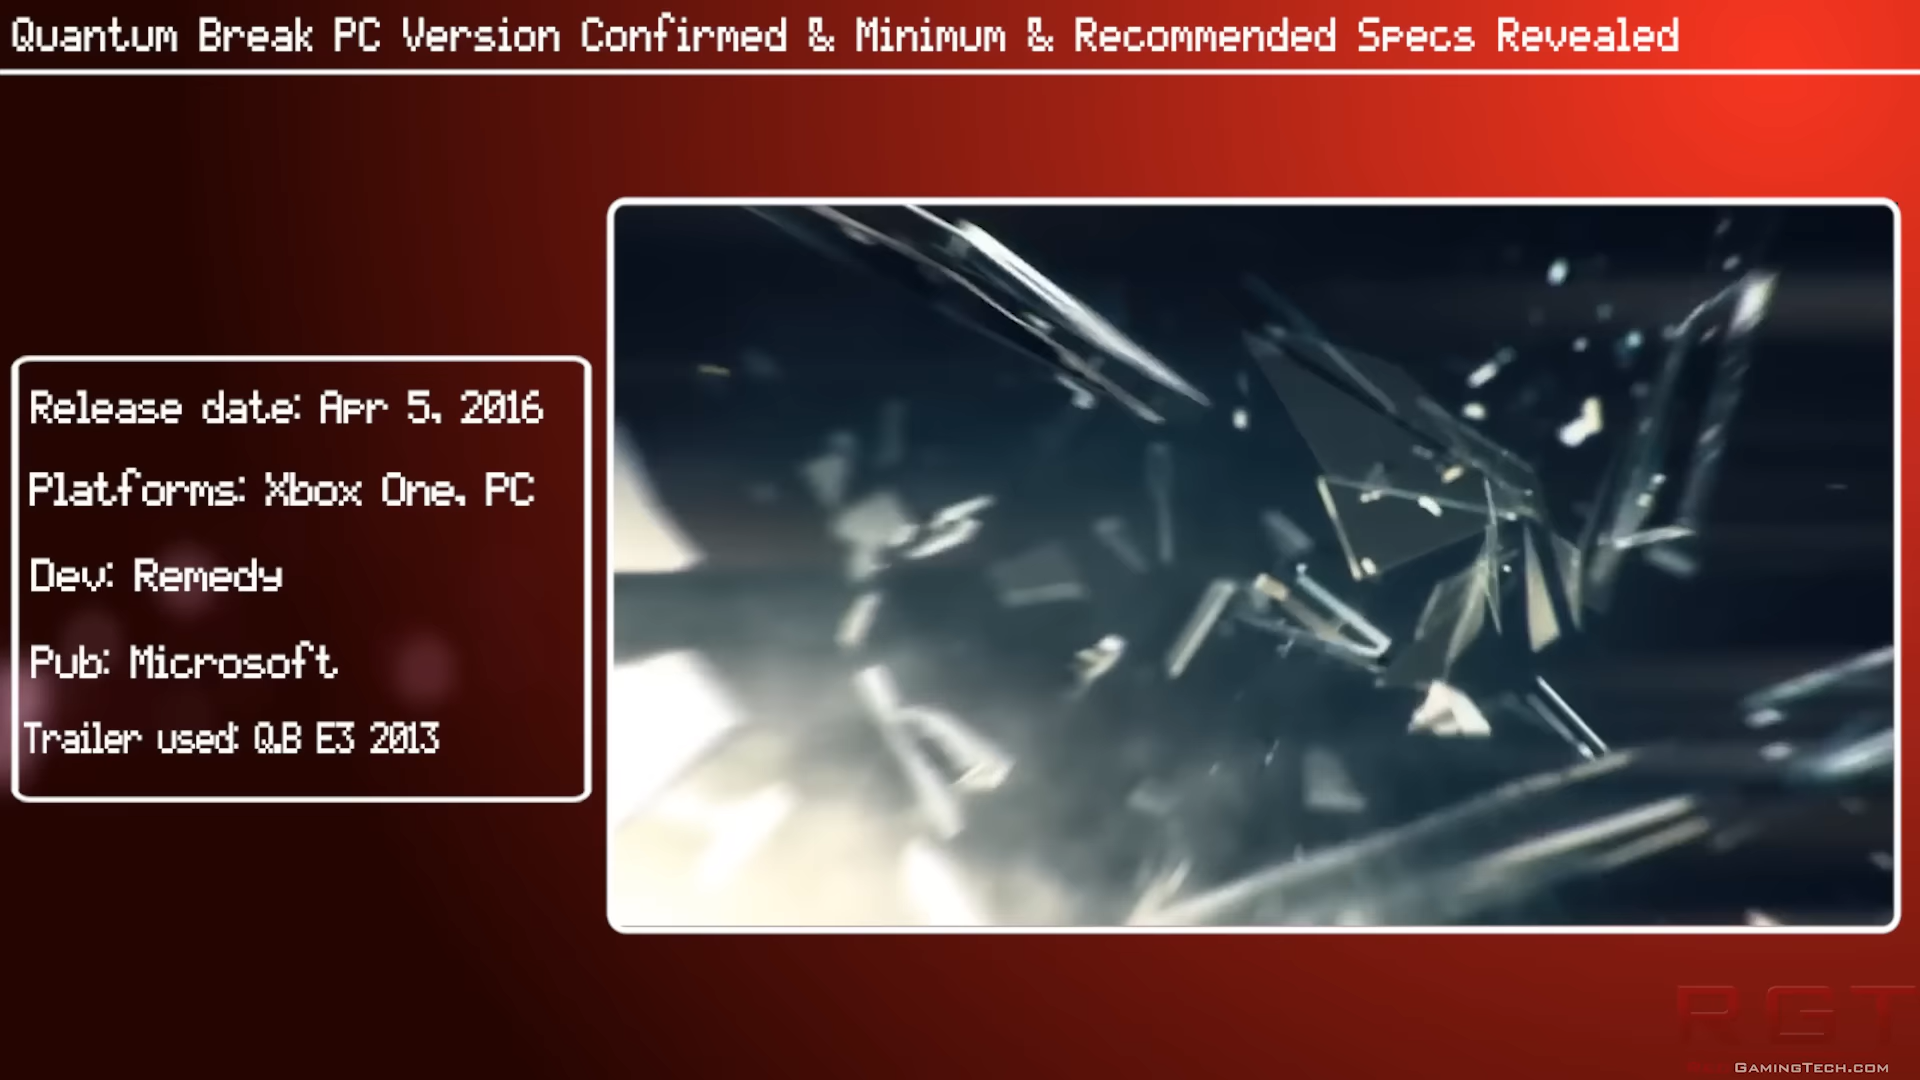 Quantum Break PC Version Confirmed & Minimum & Recommended Specs Revealed
Release date: Apr 5, 2016
Platforms: Xbox One, PC
Dev: Remedy
Pub: Microsoft
Trailer used: Q.B E3 2013
RGT
GamingTech.com